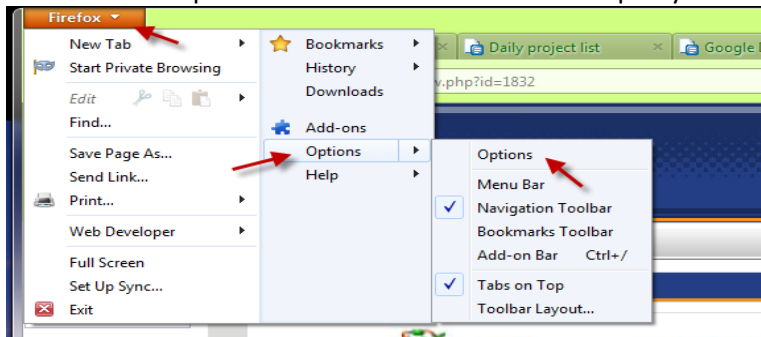 Firefox
New Tab
Start Private Browsing
Edit
Find...
Save Page As...
Send Link...
Print...
Web Developer
Full Screen
Set Up Sync...
Exit
Bookmarks
History
Downloads
Add-ons
Options
Help
Options
Menu Bar
Navigation Toolbar
Bookmarks Toolbar
Add-on Bar Ctrl+/
Tabs on Top
Toolbar Layout...
Daily project list
Google
.php?id=1832